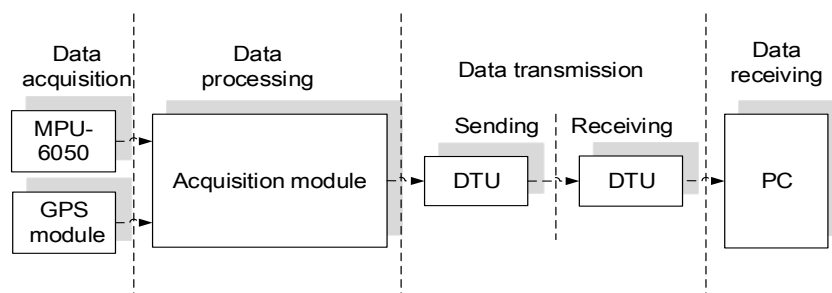 Data
acquisition
Data
processing
Data transmission
Data
receiving
Sending
Receiving
MPU-
6050
GPS
module
Acquisition module
DTU
DTU
PC